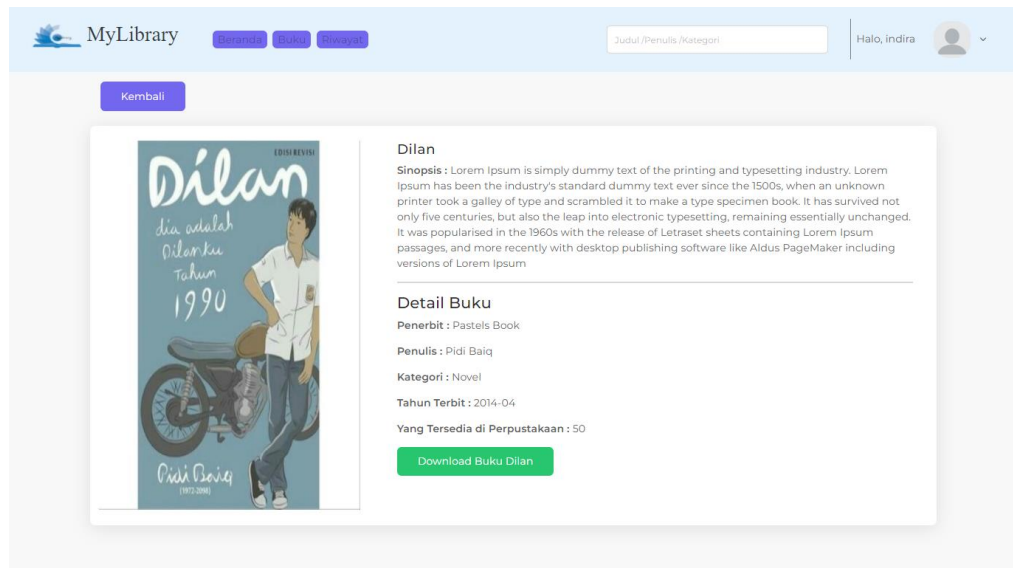 MyLibrary
Beranda Buku Riwayat
Judul /Penulis /Kategori
Halo, indira
Kembali
EDISI REVISI
Dilan
dia adalah
Dilanku
Tahun
1990
Pidi Baiq
Dilan
Sinopsis : Lorem Ipsum is simply dummy text of the printing and typesetting industry. Lorem
Ipsum has been the industry's standard dummy text ever since the 1500s, when an unknown
printer took a galley of type and scrambled it to make a type specimen book. It has survived not
only five centuries, but also the leap into electronic typesetting, remaining essentially unchanged.
It was popularised in the 1960s with the release of Letraset sheets containing Lorem Ipsum
passages, and more recently with desktop publishing software like Aldus PageMaker including
versions of Lorem Ipsum
Detail Buku
Penerbit : Pastels Book
Penulis : Pidi Baiq
Kategori : Novel
Tahun Terbit : 2014-04
Yang Tersedia di Perpustakaan : 50
Download Buku Dilan